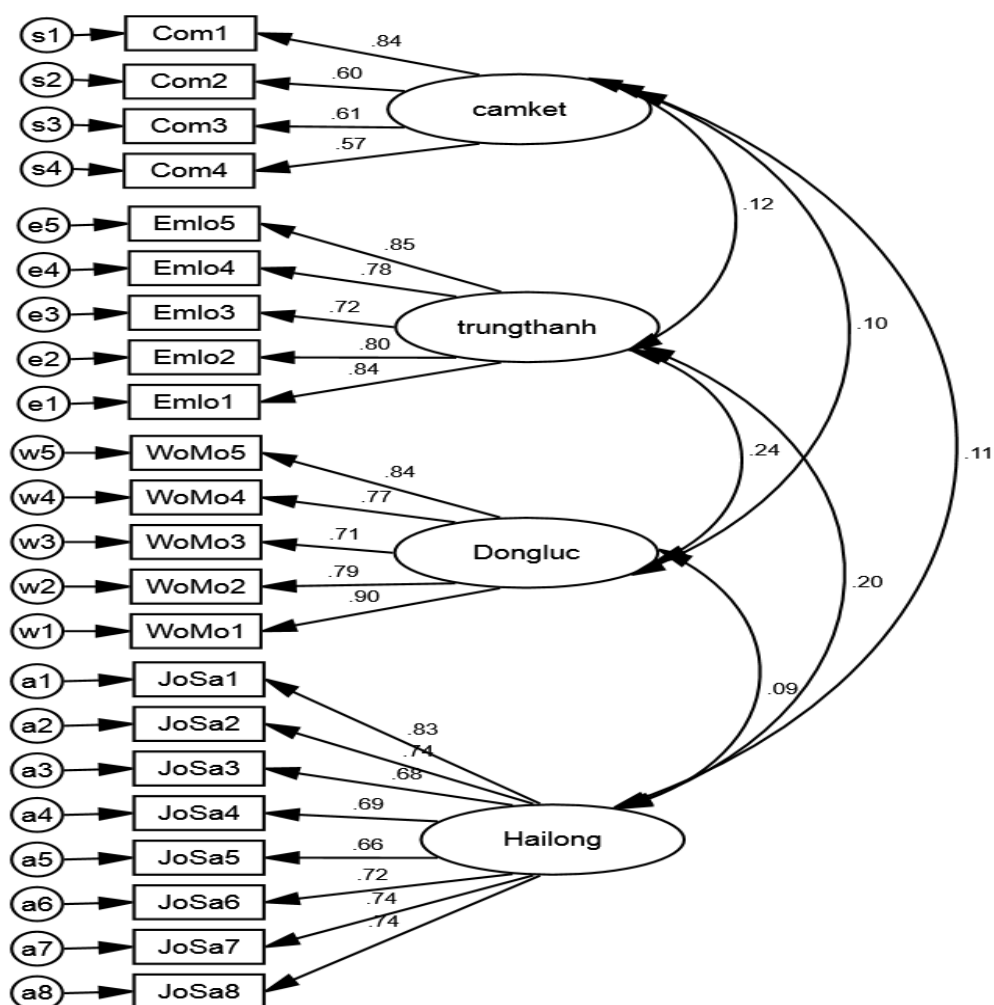 s1 Com1 .84
s2 Com2 .60
s3 Com3 .61
s4 Com4 .57
camket
e5 Emlo5 .85
e4 Emlo4 .78
e3 Emlo3 .72
e2 Emlo2 .80
e1 Emlo1 .84
trungthanh
w5 WoMo5 .84
w4 WoMo4 .77
w3 WoMo3 .71
w2 WoMo2 .79
w1 WoMo1 .90
Dongluc
a1 JoSa1 .83
a2 JoSa2 .74
a3 JoSa3 .68
a4 JoSa4 .69
a5 JoSa5 .66
a6 JoSa6 .72
a7 JoSa7 .74
a8 JoSa8 .74
Hailong
.12
.10
.11
.24
.20
.09